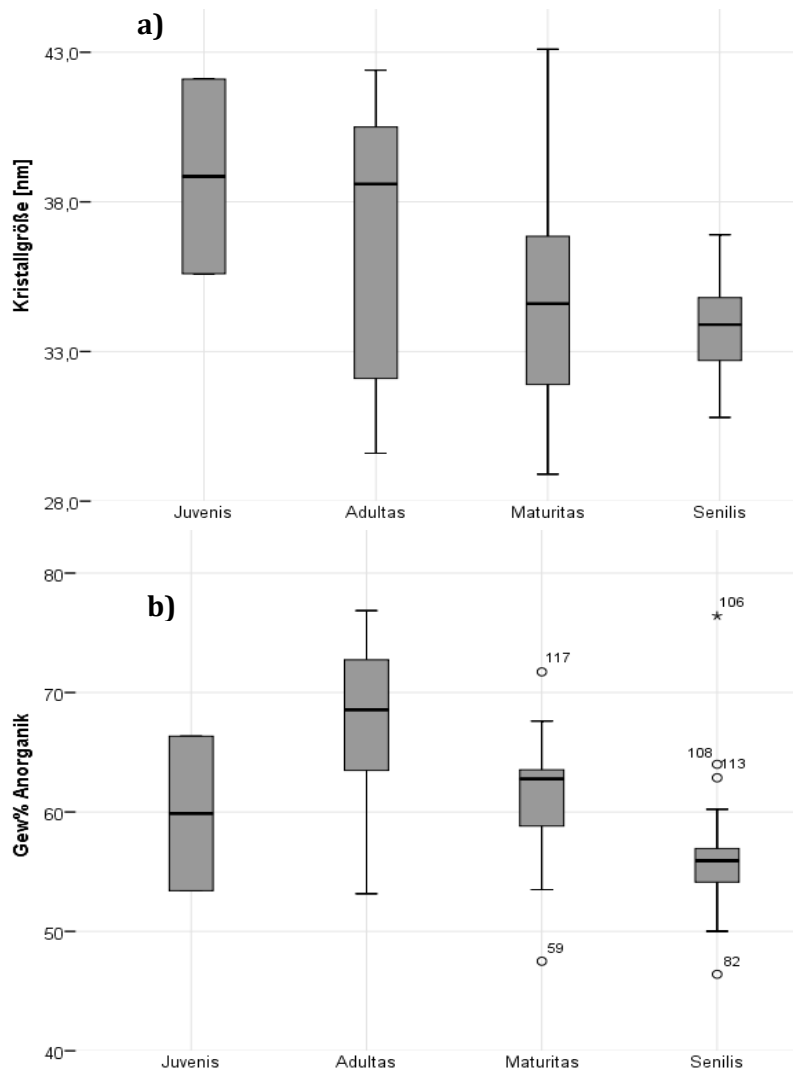 a)
Kristallgröße [nm]
43,0
38,0
33,0
28,0
Juvenis Adultas Maturitas Senilis
b)
Gew% Anorganik
80
70
60
50
40
106
117
108 113
59
82
Juvenis Adultas Maturitas Senilis